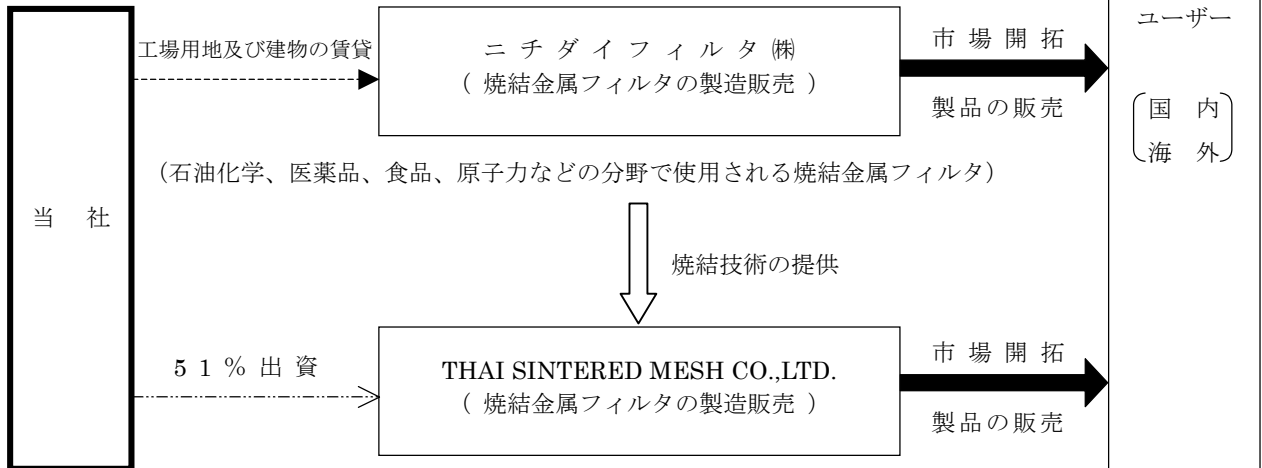 ユーザー
工場用地及び建物の賃貸
ニチダイフィルタ㈱
(焼結金属フィルタの製造販売)
市場開拓
製品の販売
国内
海外
(石油化学、医薬品、食品、原子力などの分野で使用される焼結金属フィルタ)
当社
焼結技術の提供
51%出資
THAI SINTERED MESH CO.,LTD.
(焼結金属フィルタの製造販売)
市場開拓
製品の販売